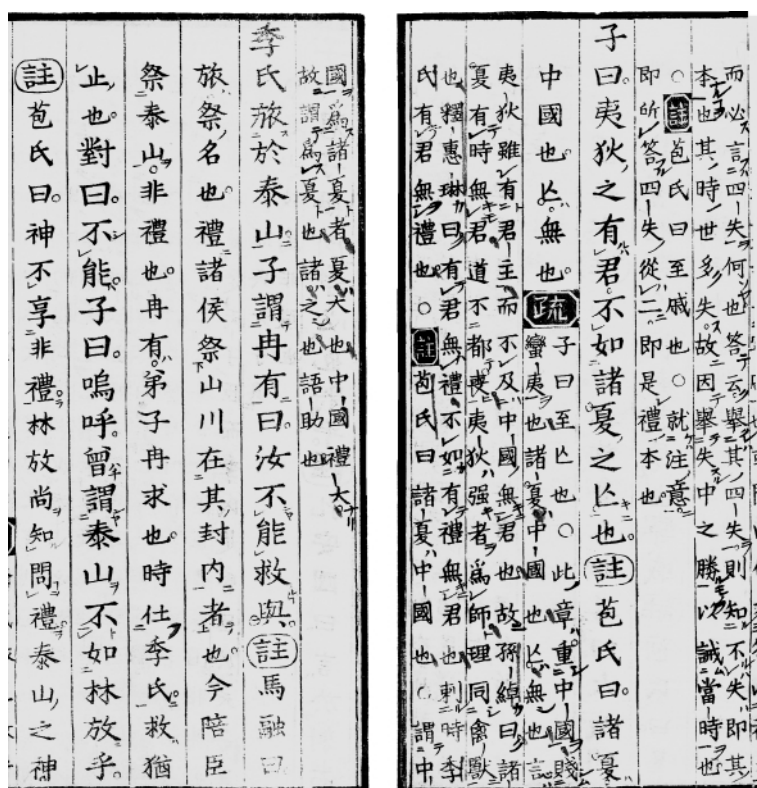 而必言四失何也答云舉其四失則知不失即其
本也其時世多失故因舉失中之勝以誡當時也
○註苞氏曰至戚也○就注意
即所答四失從二即是禮本也
子曰夷狄之有君不如諸夏之亾也註苞氏曰諸夏
中國也亾無也疏子曰至亾也○此章重中國賤
蠻夷也諸夏中國也亾無也言
夷狄雖有君主而不及中國無君也故孫綽曰諸
夏有時無君道不都喪夷狄强者爲師理同禽獸
也釋惠琳曰有君無禮不如有禮無君也刺時季
氏有君無禮也○註苞氏曰諸夏中國也○謂中
國爲諸夏者夏大也中國禮大
故謂爲夏也諸之也語助也
季氏旅於泰山子謂冉有曰汝不能救與註馬融曰
旅祭名也禮諸侯祭山川在其封内者也今陪臣
祭泰山非禮也冉有弟子冉求也時仕季氏救猶
止也對曰不能子曰嗚呼曾謂泰山不如林放乎
註苞氏曰神不享非禮林放尚知問禮泰山之神